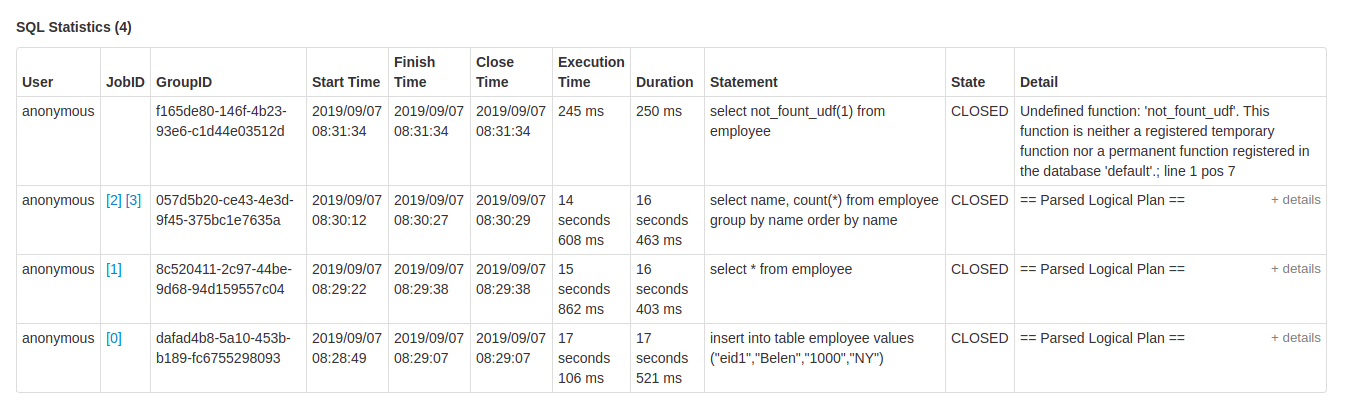 SQL Statistics (4)
User JobID GroupID Start Time Finish Time Close Time Execution Time Duration Statement State Detail
anonymous f165de80-146f-4b23-93e6-c1d44e03512d 2019/09/07 08:31:34 2019/09/07 08:31:34 2019/09/07 08:31:34 245 ms 250 ms select not_fount_udf(1) from employee CLOSED Undefined function: 'not_fount_udf'. This function is neither a registered temporary function nor a permanent function registered in the database 'default'.; line 1 pos 7
anonymous [2] [3] 057d5b20-ce43-4e3d-9f45-375bc1e7635a 2019/09/07 08:30:12 2019/09/07 08:30:27 2019/09/07 08:30:29 14 seconds 608 ms 16 seconds 463 ms select name, count(*) from employee group by name order by name CLOSED == Parsed Logical Plan == + details
anonymous [1] 8c520411-2c97-44be-9d68-94d159557c04 2019/09/07 08:29:22 2019/09/07 08:29:38 2019/09/07 08:29:38 15 seconds 862 ms 16 seconds 403 ms select * from employee CLOSED == Parsed Logical Plan == + details
anonymous [0] dafad4b8-5a10-453b-b189-fc6755298093 2019/09/07 08:28:49 2019/09/07 08:29:07 2019/09/07 08:29:07 17 seconds 106 ms 17 seconds 521 ms insert into table employee values ("eid1","Belen","1000","NY") CLOSED == Parsed Logical Plan == + details